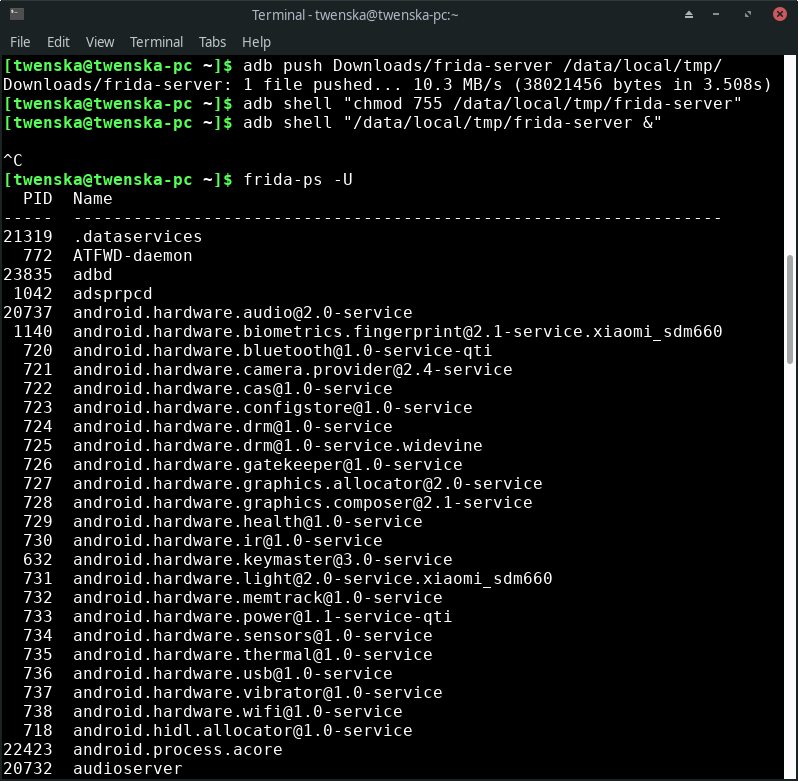 Terminal - twenska@twenska-pc:~
File Edit View Terminal Tabs Help
[twenska@twenska-pc ~]$ adb push Downloads/frida-server /data/local/tmp/
Downloads/frida-server: 1 file pushed... 10.3 MB/s (38021456 bytes in 3.508s)
[twenska@twenska-pc ~]$ adb shell "chmod 755 /data/local/tmp/frida-server"
[twenska@twenska-pc ~]$ adb shell "/data/local/tmp/frida-server &"
^C
[twenska@twenska-pc ~]$ frida-ps -U
  PID  Name
-----  -----------------------------------------------------------------
21319  .dataservices
  772  ATFWD-daemon
23835  adbd
 1042  adsprpcd
20737  android.hardware.audio@2.0-service
 1140  android.hardware.biometrics.fingerprint@2.1-service.xiaomi_sdm660
  720  android.hardware.bluetooth@1.0-service-qti
  721  android.hardware.camera.provider@2.4-service
  722  android.hardware.cas@1.0-service
  723  android.hardware.configstore@1.0-service
  724  android.hardware.drm@1.0-service
  725  android.hardware.drm@1.0-service.widevine
  726  android.hardware.gatekeeper@1.0-service
  727  android.hardware.graphics.allocator@2.0-service
  728  android.hardware.graphics.composer@2.1-service
  729  android.hardware.health@1.0-service
  730  android.hardware.ir@1.0-service
  632  android.hardware.keymaster@3.0-service
  731  android.hardware.light@2.0-service.xiaomi_sdm660
  732  android.hardware.memtrack@1.0-service
  733  android.hardware.power@1.1-service-qti
  734  android.hardware.sensors@1.0-service
  735  android.hardware.thermal@1.0-service
  736  android.hardware.usb@1.0-service
  737  android.hardware.vibrator@1.0-service
  738  android.hardware.wifi@1.0-service
  718  android.hidl.allocator@1.0-service
22423  android.process.acore
20732  audioserver